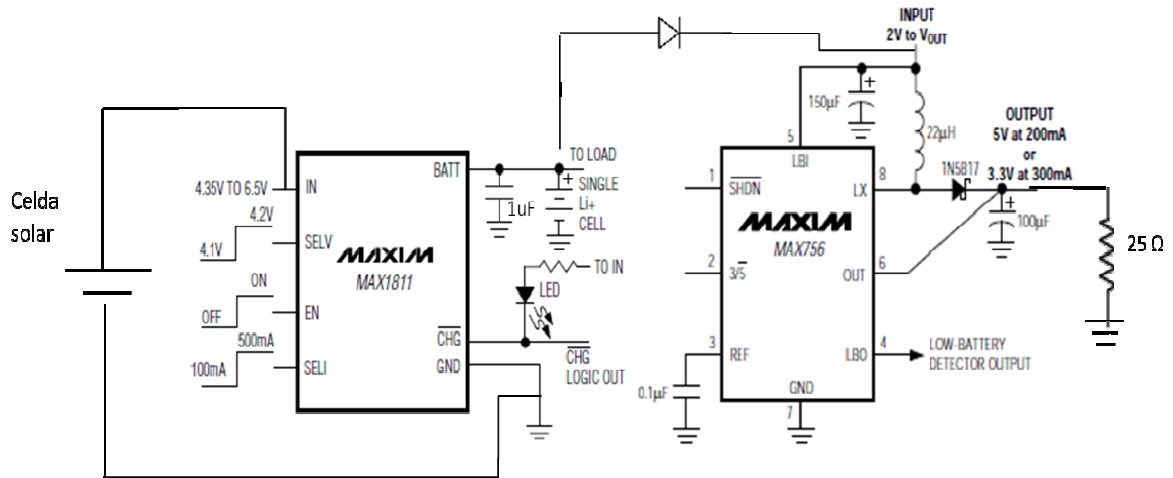 Celda
solar
4.35V TO 6.5V
4.2V
4.1V
ON
OFF
500mA
100mA
IN
SELV
EN
SELI
MAXIM
MAX1811
BATT
CHG
GND
TO LOAD
1uF
+
SINGLE
Li+
CELL
TO IN
LED
CHG
LOGIC OUT
INPUT
2V to VOUT
150µF
+
22µH
OUTPUT
5V at 200mA
or
3.3V at 300mA
1N5817
+
100µF
25 Ω
5
LBI
1
SHDN
8
LX
MAXIM
MAX756
2
3/5
6
OUT
3
REF
4
LBO
GND
7
0.1µF
LOW-BATTERY
DETECTOR OUTPUT